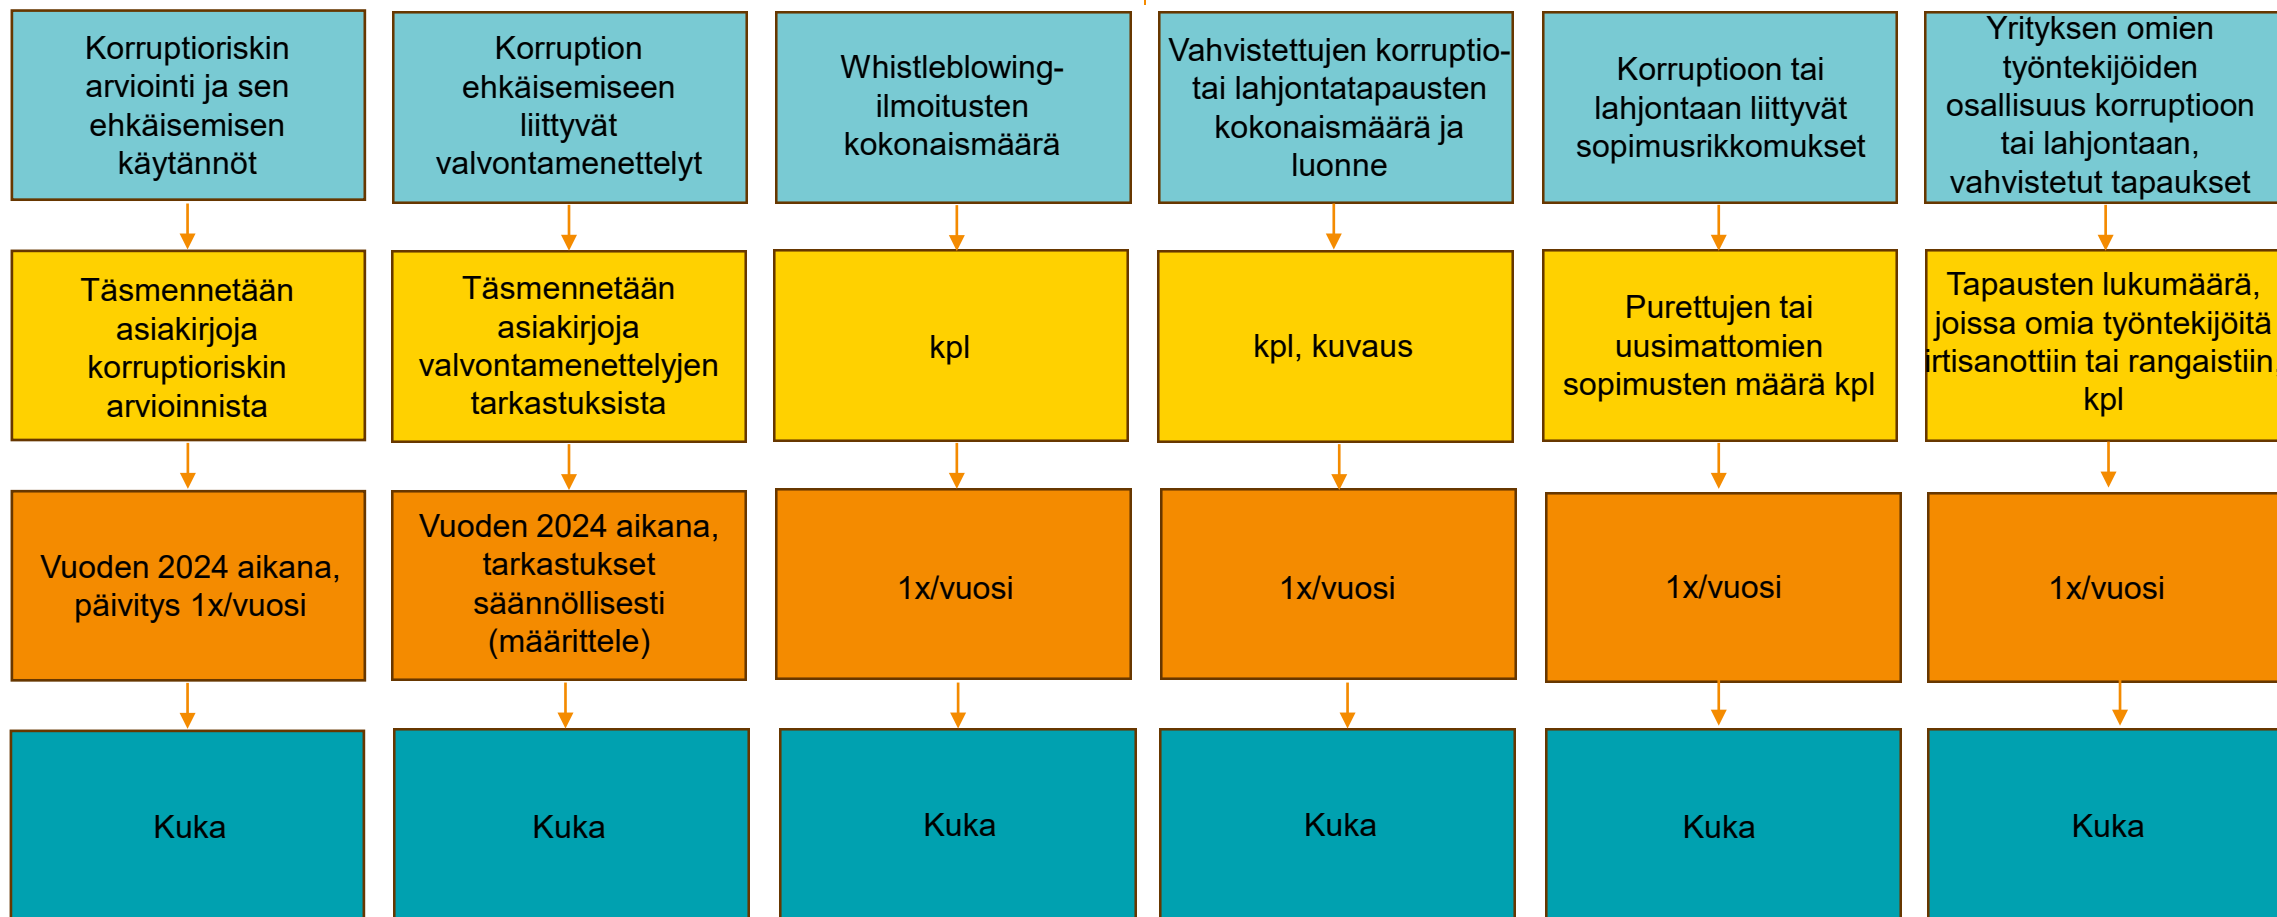 Korruptioriskin
arviointi ja sen
ehkäisemisen
käytännöt
Korruption
ehkäisemiseen
liittyvät
valvontamenettelyt
Whistleblowing-
ilmoitusten
kokonaismäärä
Vahvistettujen korruptio-
tai lahjontatapausten
kokonaismäärä ja
luonne
Korruptioon tai
lahjontaan liittyvät
sopimusrikkomukset
Yrityksen omien
työntekijöiden
osallisuus korruptioon
tai lahjontaan,
vahvistetut tapaukset
Täsmennetään
asiakirjoja
korruptioriskin
arvioinnista
Täsmennetään
asiakirjoja
valvontamenettelyjen
tarkastuksista
kpl
kpl, kuvaus
Purettujen tai
uusimattomien
sopimusten määrä kpl
Tapausten lukumäärä,
joissa omia työntekijöitä
irtisanottiin tai rangaistiin,
kpl
Vuoden 2024 aikana,
päivitys 1x/vuosi
Vuoden 2024 aikana,
tarkastukset
säännöllisesti
(määrittele)
1x/vuosi
1x/vuosi
1x/vuosi
1x/vuosi
Kuka
Kuka
Kuka
Kuka
Kuka
Kuka